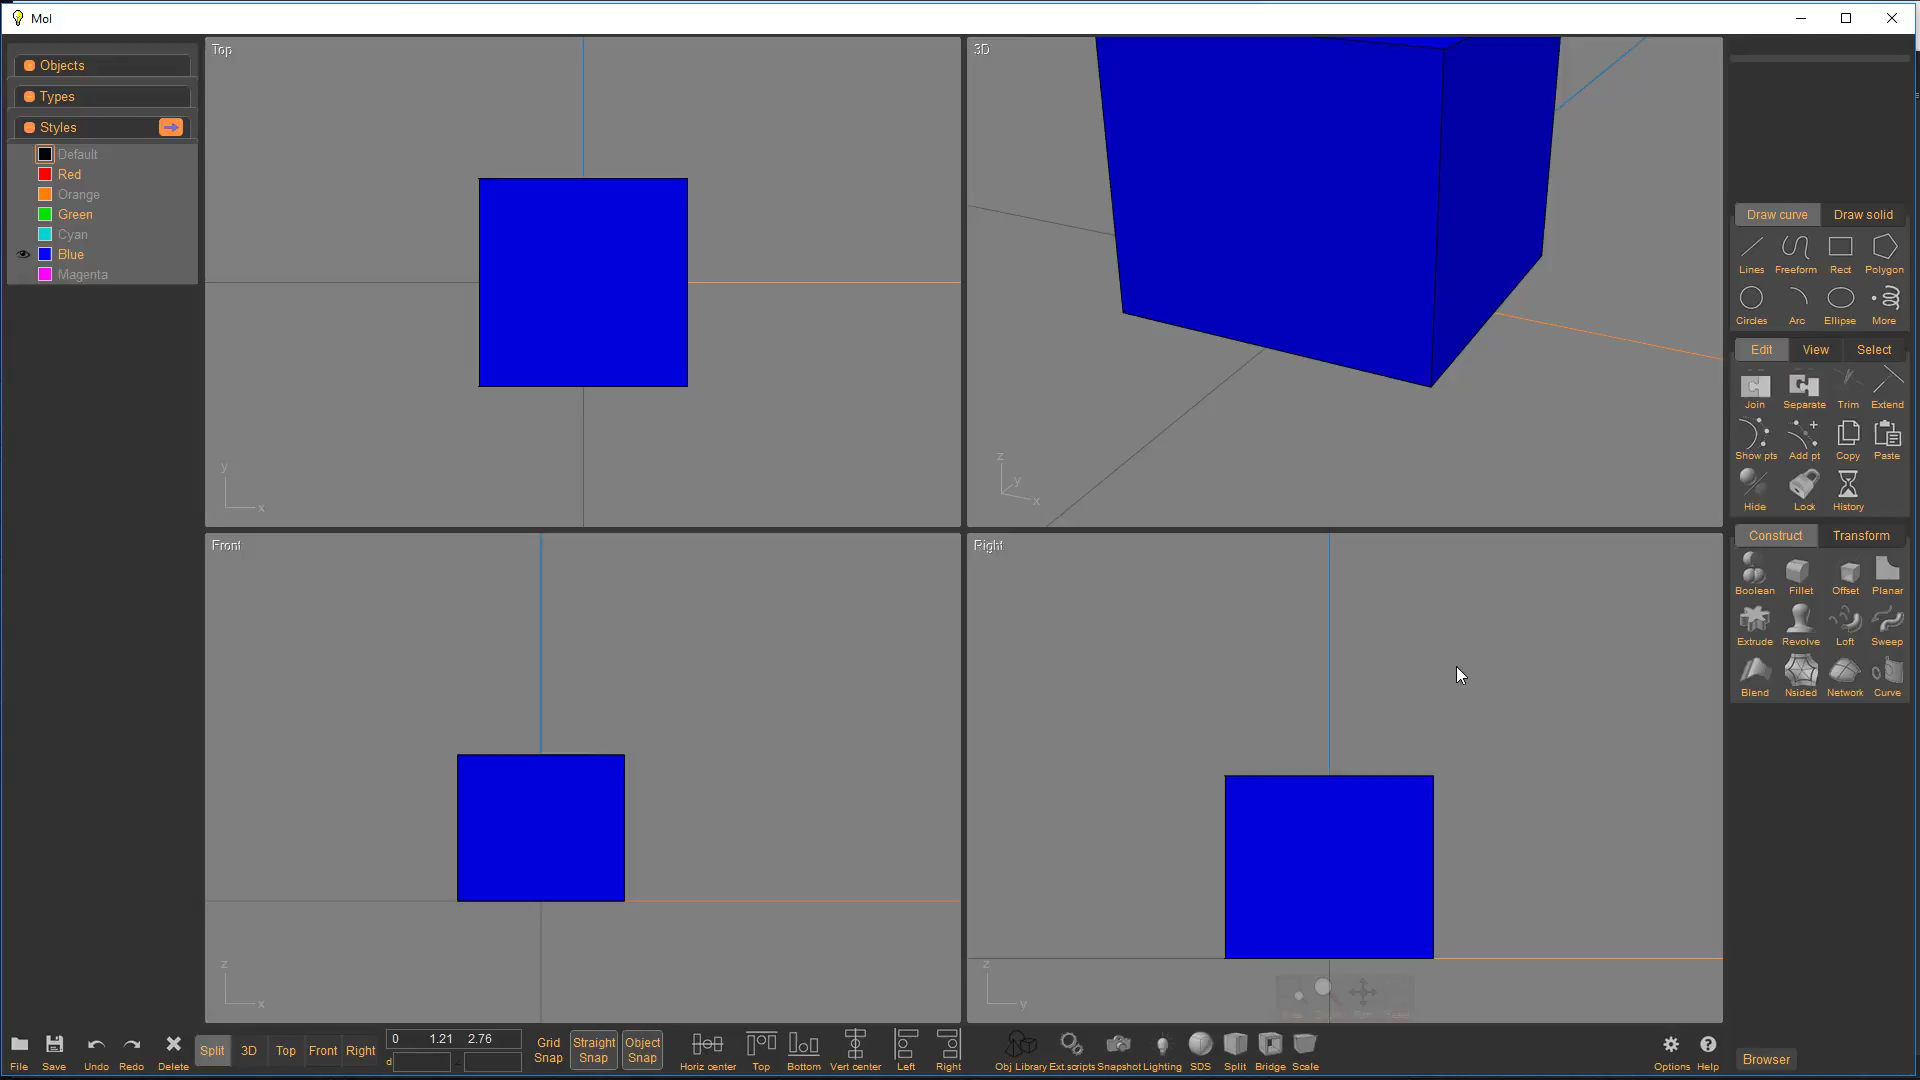 MoI
Objects
Types
Styles
Default
Red
Orange
Green
Cyan
Blue
Magenta
Top
y
x
3D
z
y
x
Front
z
x
Right
z
y
Draw curve Draw solid
Lines Freeform Rect Polygon
Circles Arc Ellipse More
Edit View Select
Join Separate Trim Extend
Show pts Add pt Copy Paste
Hide Lock History
Construct Transform
Boolean Fillet Offset Planar
Extrude Revolve Loft Sweep
Blend Nsided Network Curve
File Save Undo Redo Delete
Split 3D Top Front Right
0 1.21 2.76
d
Grid Snap
Straight Snap
Object Snap
Horiz center Top Bottom Vert center Left Right
Obj Library Ext.scripts Snapshot Lighting SDS Split Bridge Scale
Options Help
Browser